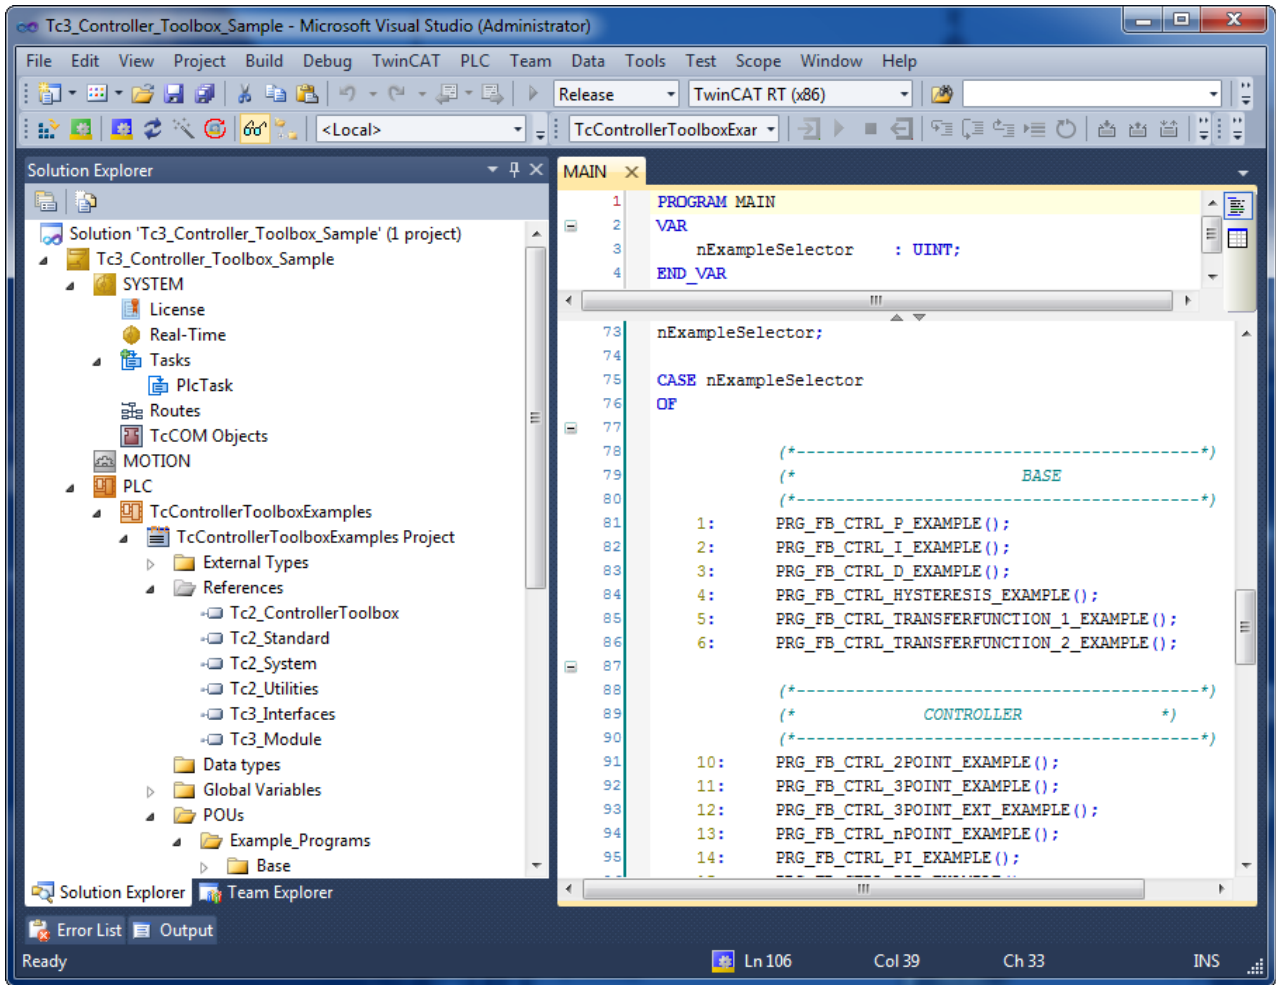 Tc3_Controller_Toolbox_Sample - Microsoft Visual Studio (Administrator)
File Edit View Project Build Debug TwinCAT PLC Team Data Tools Test Scope Window Help
Release TwinCAT RT (x86)
<Local> TcControllerToolboxExar
Solution Explorer
Solution 'Tc3_Controller_Toolbox_Sample' (1 project)
Tc3_Controller_Toolbox_Sample
SYSTEM
License
Real-Time
Tasks
PlcTask
Routes
TcCOM Objects
MOTION
PLC
TcControllerToolboxExamples
TcControllerToolboxExamples Project
External Types
References
Tc2_ControllerToolbox
Tc2_Standard
Tc2_System
Tc2_Utilities
Tc3_Interfaces
Tc3_Module
Data types
Global Variables
POUs
Example_Programs
Base
Solution Explorer Team Explorer
MAIN
1 PROGRAM MAIN
2 VAR
3 nExampleSelector : UINT;
4 END_VAR
73 nExampleSelector;
74
75 CASE nExampleSelector
76 OF
77
78 (*-----------------------------------------*)
79 (* BASE
80 (*-----------------------------------------*)
81 1: PRG_FB_CTRL_P_EXAMPLE();
82 2: PRG_FB_CTRL_I_EXAMPLE();
83 3: PRG_FB_CTRL_D_EXAMPLE();
84 4: PRG_FB_CTRL_HYSTERESIS_EXAMPLE();
85 5: PRG_FB_CTRL_TRANSFERFUNCTION_1_EXAMPLE();
86 6: PRG_FB_CTRL_TRANSFERFUNCTION_2_EXAMPLE();
87
88 (*-----------------------------------------*)
89 (* CONTROLLER *)
90 (*-----------------------------------------*)
91 10: PRG_FB_CTRL_2POINT_EXAMPLE();
92 11: PRG_FB_CTRL_3POINT_EXAMPLE();
93 12: PRG_FB_CTRL_3POINT_EXT_EXAMPLE();
94 13: PRG_FB_CTRL_nPOINT_EXAMPLE();
95 14: PRG_FB_CTRL_PI_EXAMPLE();
Error List Output
Ready Ln 106 Col 39 Ch 33 INS